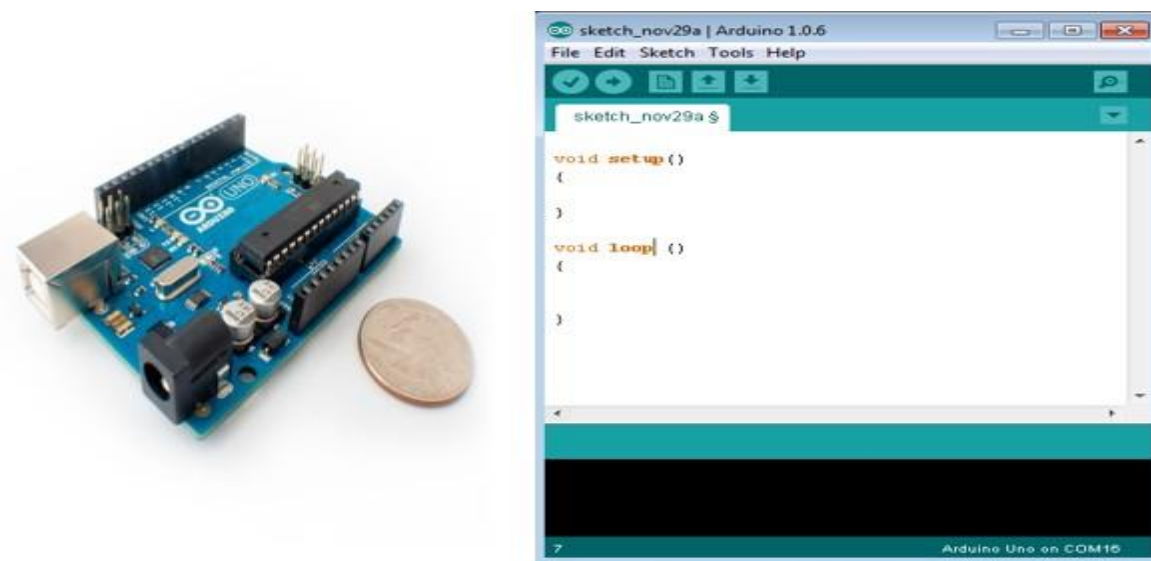 UNO
ARDUINO
sketch_nov29a | Arduino 1.0.6
File Edit Sketch Tools Help
sketch_nov29a §
void setup()
{
}
void loop ()
{
}
7
Arduino Uno on COM16